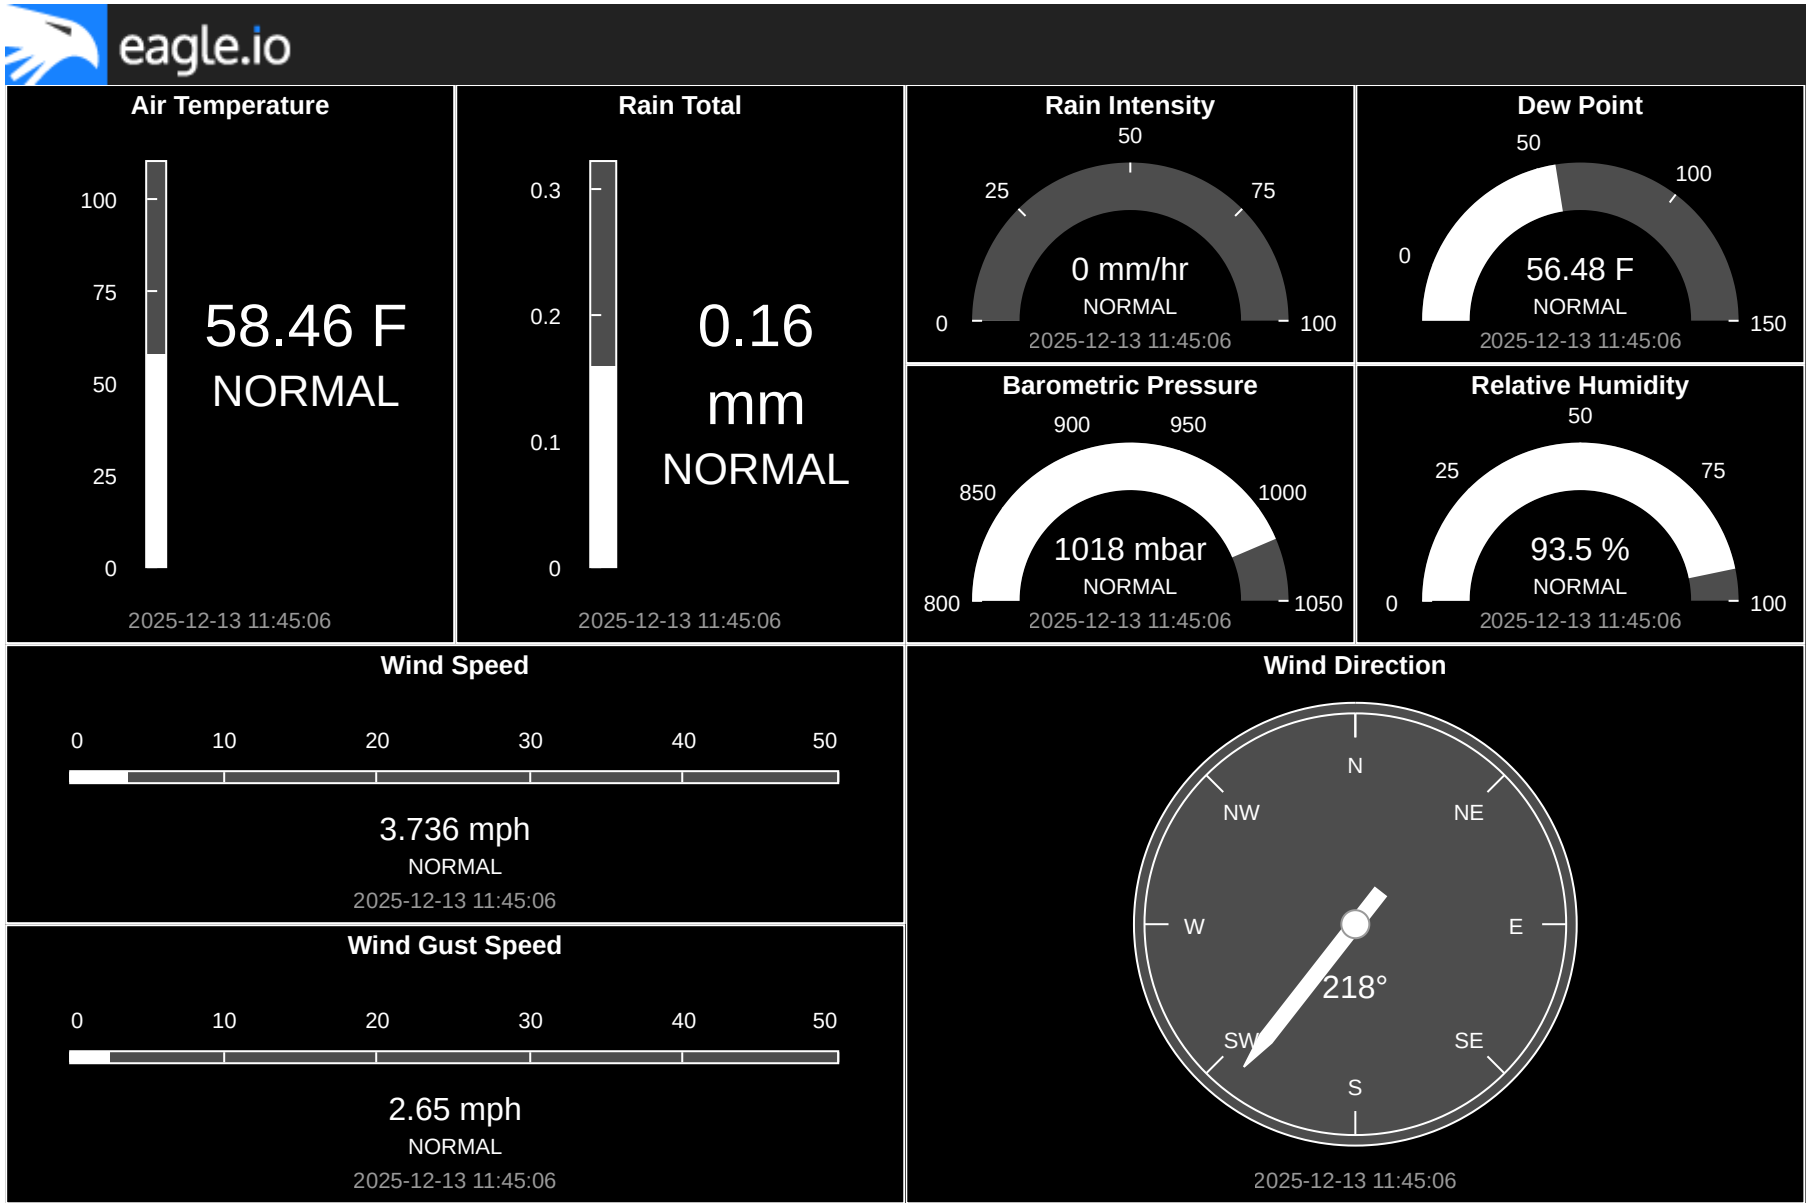 eagle.io
Air Temperature
100
75
50
25
0
58.46 F
NORMAL
2025-12-13 11:45:06
Rain Total
0.3
0.2
0.1
0
0.16
mm
NORMAL
2025-12-13 11:45:06
Rain Intensity
0
25
50
75
100
0 mm/hr
NORMAL
2025-12-13 11:45:06
Dew Point
0
50
100
150
56.48 F
NORMAL
2025-12-13 11:45:06
Barometric Pressure
800
850
900
950
1000
1050
1018 mbar
NORMAL
2025-12-13 11:45:06
Relative Humidity
0
25
50
75
100
93.5 %
NORMAL
2025-12-13 11:45:06
Wind Speed
0 10 20 30 40 50
3.736 mph
NORMAL
2025-12-13 11:45:06
Wind Gust Speed
0 10 20 30 40 50
2.65 mph
NORMAL
2025-12-13 11:45:06
Wind Direction
N
NW NE
W E
218°
SW SE
S
2025-12-13 11:45:06